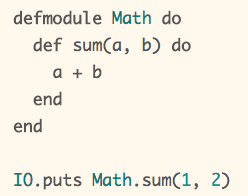 defmodule Math do
  def sum(a, b) do
    a + b
  end
end

IO.puts Math.sum(1, 2)